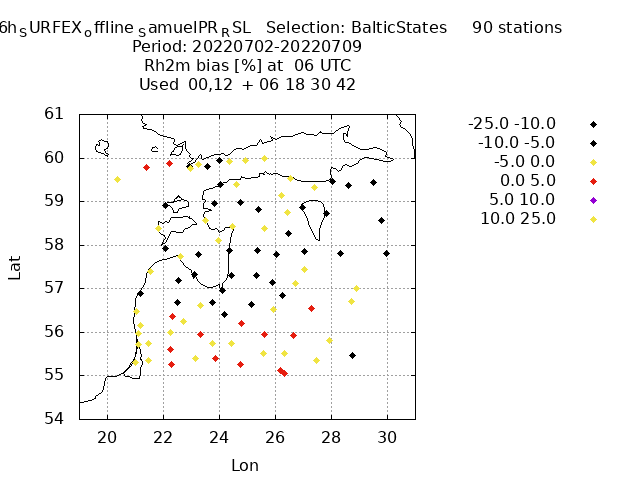 6h SURFEXoffline SamuelPRRSL Selection: BalticStates 90 stations
Period: 20220702-20220709
Rh2m bias [%] at 06 UTC
Used 00,12 + 06 18 30 42
61
60
59
58
57
56
55
54
Lat
20 22 24 26 28 30
Lon
-25.0 -10.0
-10.0 -5.0
-5.0 0.0
0.0 5.0
5.0 10.0
10.0 25.0